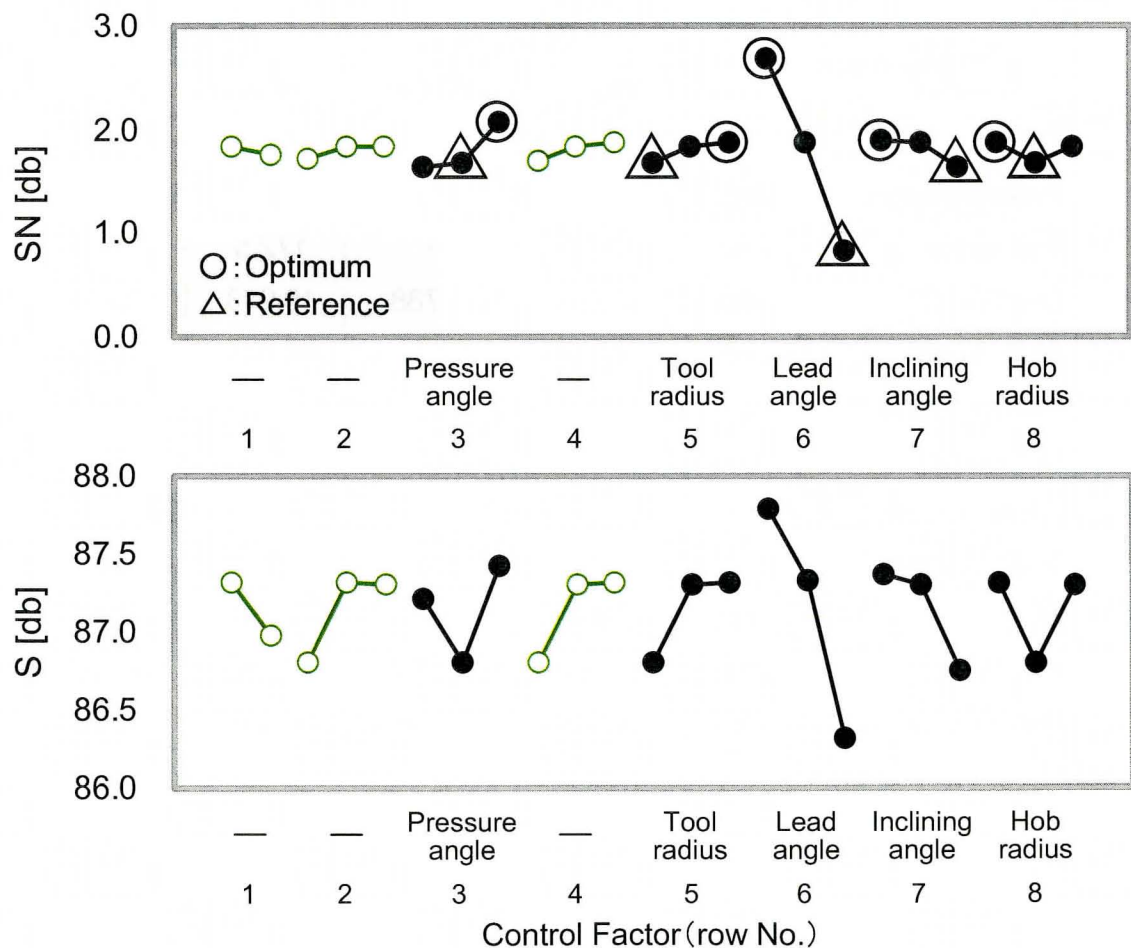 3.0
2.0
1.0
0.0
SN [db]
○: Optimum
△: Reference
— — Pressure angle — Tool radius Lead angle Inclining angle Hob radius
1 2 3 4 5 6 7 8
88.0
87.5
87.0
86.5
86.0
S [db]
— — Pressure angle — Tool radius Lead angle Inclining angle Hob radius
1 2 3 4 5 6 7 8
Control Factor(row No.)